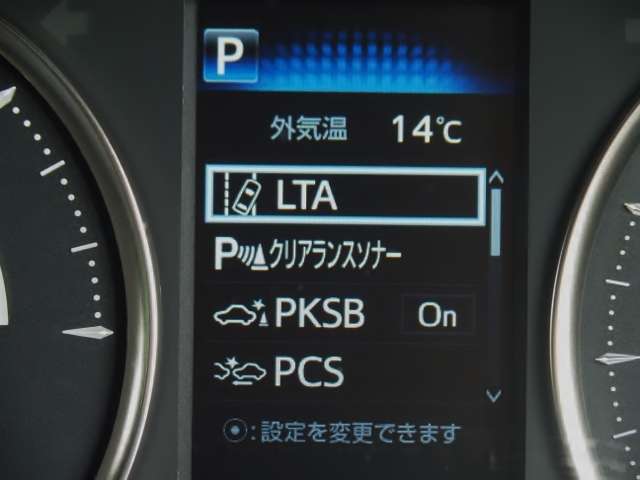 P
外気温 14℃
LTA
P クリアランスソナー
PKSB On
PCS
:設定を変更できます